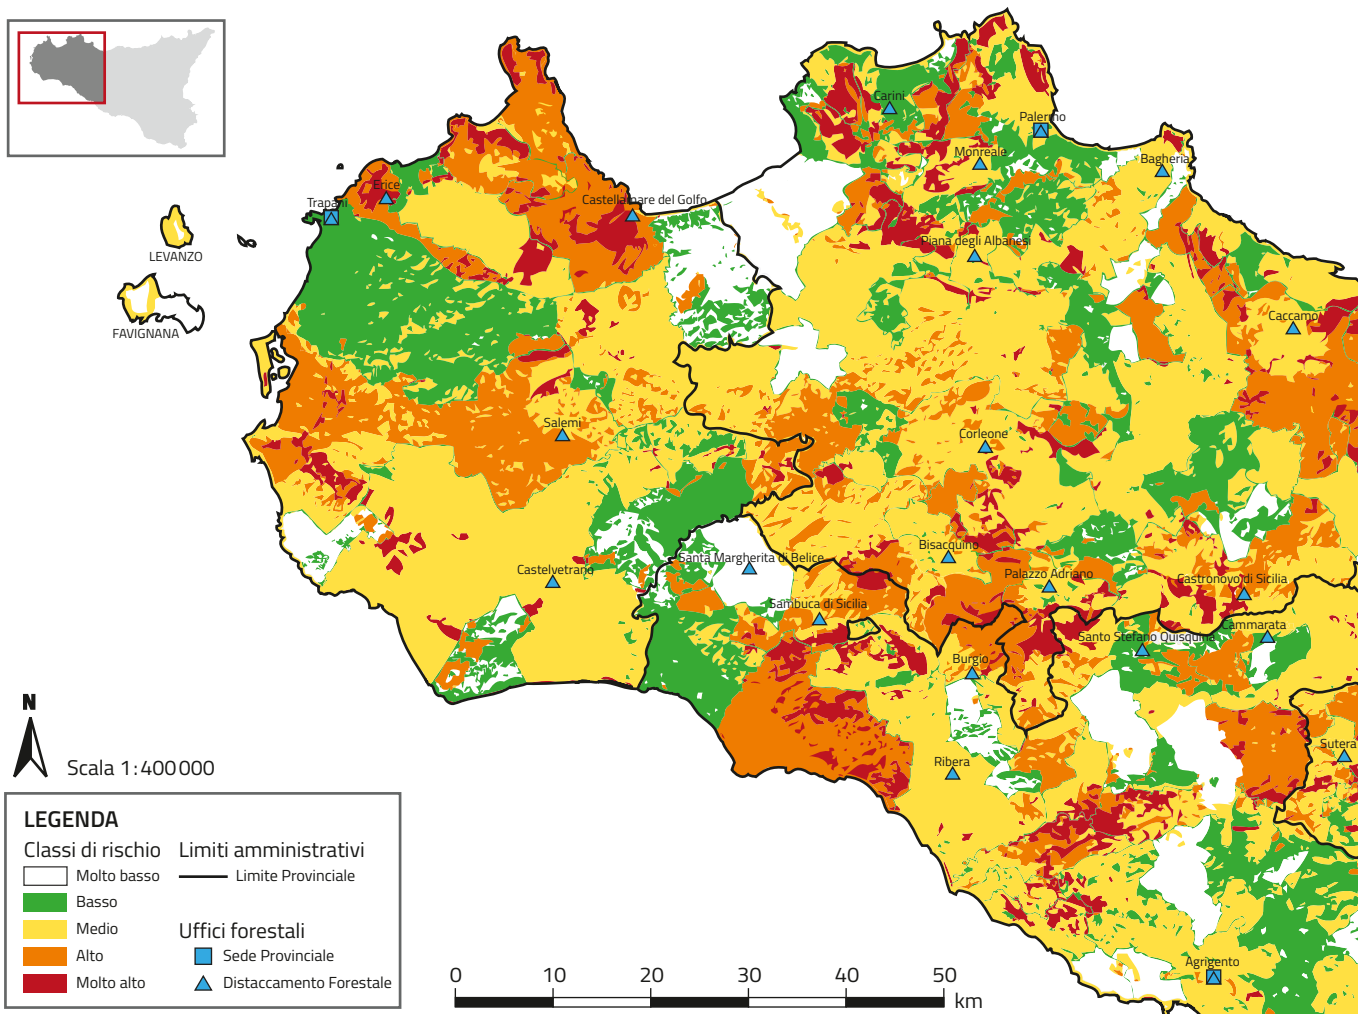 Carini
Palermo
Monreale
Bagheria
Erice
Trapani
Castellamare del Golfo
Piana degli Albanesi
LEVANZO
FAVIGNANA
Caccamo
Salemi
Corleone
Bisacquino
Santa Margherita di Belice
Castelvetrano
Palazzo Adriano
Castronovo di Sicilia
Sambuca di Sicilia
Cammarata
Santo Stefano Quisquina
Burgio
N
Sutera
Ribera
Scala 1:400 000
LEGENDA
Classi di rischio
Molto basso
Basso
Medio
Alto
Molto alto
Limiti amministrativi
Limite Provinciale
Uffici forestali
Sede Provinciale
Distaccamento Forestale
Agrigento
0 10 20 30 40 50
km